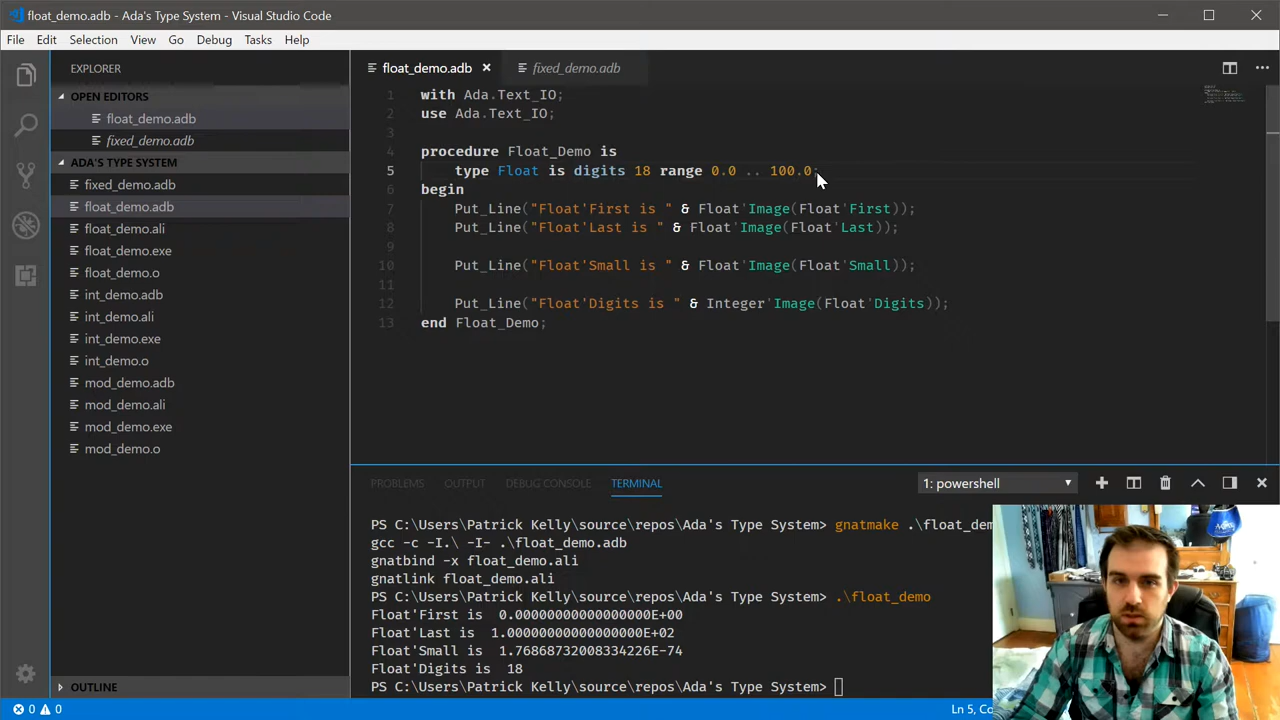 float_demo.adb - Ada's Type System - Visual Studio Code
File Edit Selection View Go Debug Tasks Help
EXPLORER
OPEN EDITORS
float_demo.adb
fixed_demo.adb
ADA'S TYPE SYSTEM
fixed_demo.adb
float_demo.adb
float_demo.ali
float_demo.exe
float_demo.o
int_demo.adb
int_demo.ali
int_demo.exe
int_demo.o
mod_demo.adb
mod_demo.ali
mod_demo.exe
mod_demo.o
OUTLINE
float_demo.adb fixed_demo.adb
1 with Ada.Text_IO;
2 use Ada.Text_IO;
3
4 procedure Float_Demo is
5 type Float is digits 18 range 0.0 .. 100.0;
6 begin
7 Put_Line("Float'First is " & Float'Image(Float'First));
8 Put_Line("Float'Last is " & Float'Image(Float'Last));
9
10 Put_Line("Float'Small is " & Float'Image(Float'Small));
11
12 Put_Line("Float'Digits is " & Integer'Image(Float'Digits));
13 end Float_Demo;
PROBLEMS OUTPUT DEBUG CONSOLE TERMINAL 1: powershell
PS C:\Users\Patrick Kelly\source\repos\Ada's Type System> gnatmake .\float_dem
gcc -c -I.\ -I- .\float_demo.adb
gnatbind -x float_demo.ali
gnatlink float_demo.ali
PS C:\Users\Patrick Kelly\source\repos\Ada's Type System> .\float_demo
Float'First is 0.00000000000000000E+00
Float'Last is 1.00000000000000000E+02
Float'Small is 1.76868732008334226E-74
Float'Digits is 18
PS C:\Users\Patrick Kelly\source\repos\Ada's Type System>
0 0
Ln 5, Co